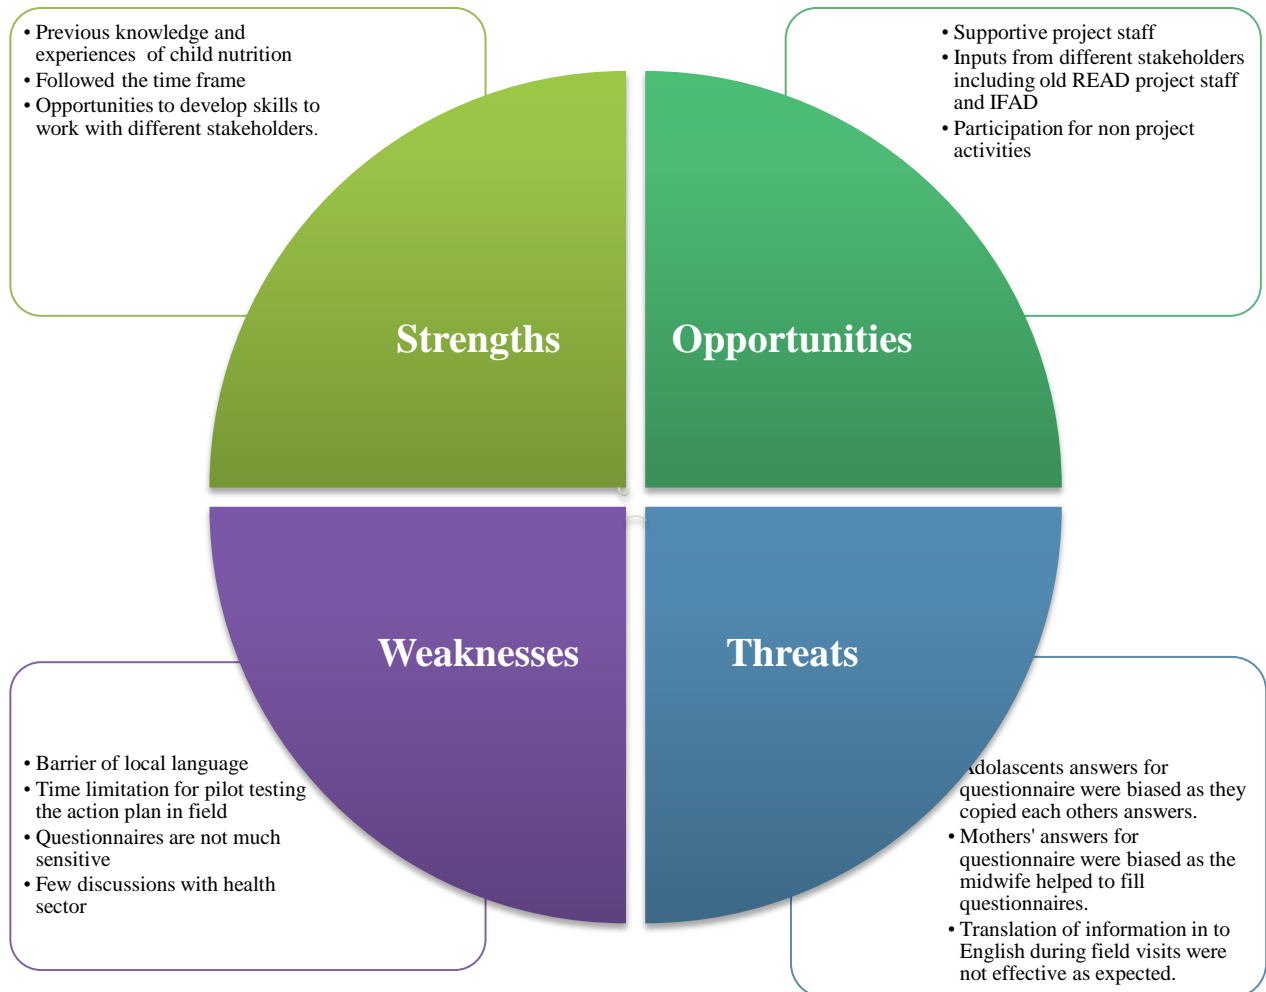 • Previous knowledge and
experiences of child nutrition
• Followed the time frame
• Opportunities to develop skills to
work with different stakeholders.
• Supportive project staff
• Inputs from different stakeholders
including old READ project staff
and IFAD
• Participation for non project
activities
Strengths
Opportunities
Weaknesses
Threats
• Barrier of local language
• Time limitation for pilot testing
the action plan in field
• Questionnaires are not much
sensitive
• Few discussions with health
sector
Adolascents answers for
questionnaire were biased as they
copied each others answers.
• Mothers' answers for
questionnaire were biased as the
midwife helped to fill
questionnaires.
• Translation of information in to
English during field visits were
not effective as expected.